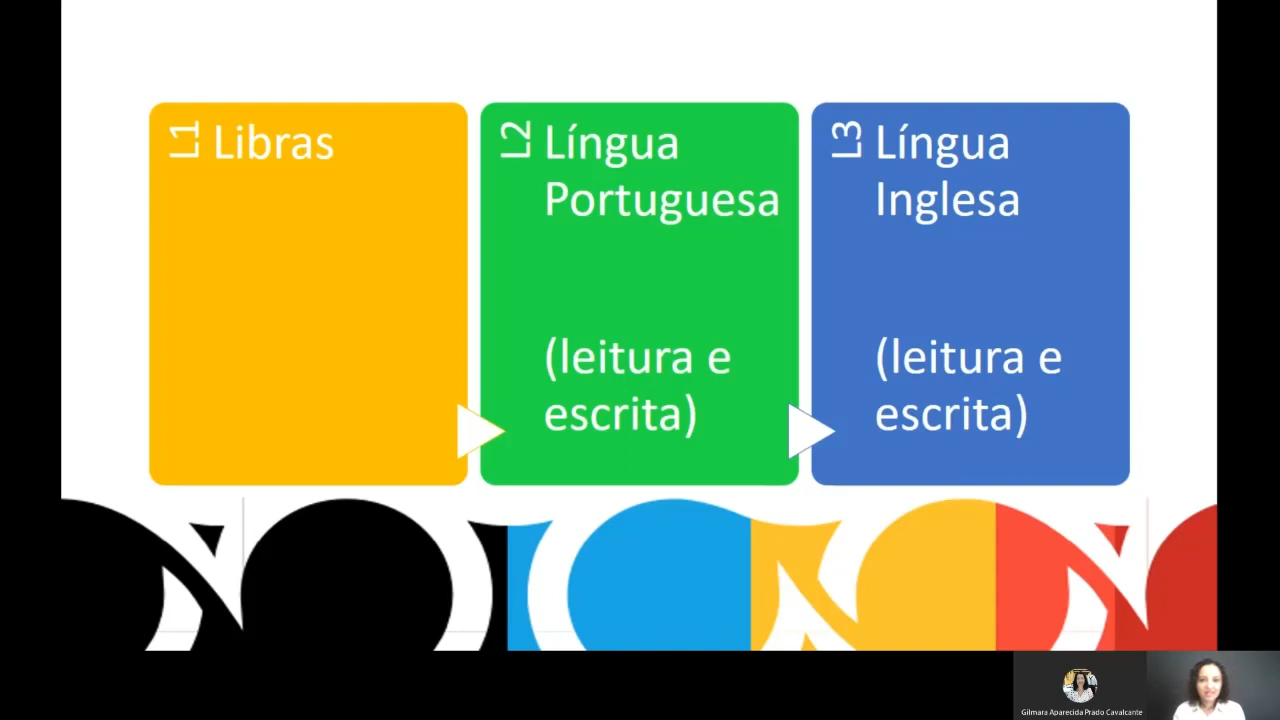 L1 Libras
L2 Língua
Portuguesa
(leitura e
escrita)
L3 Língua
Inglesa
(leitura e
escrita)
Gilmara Aparecida Prado Cavalcante